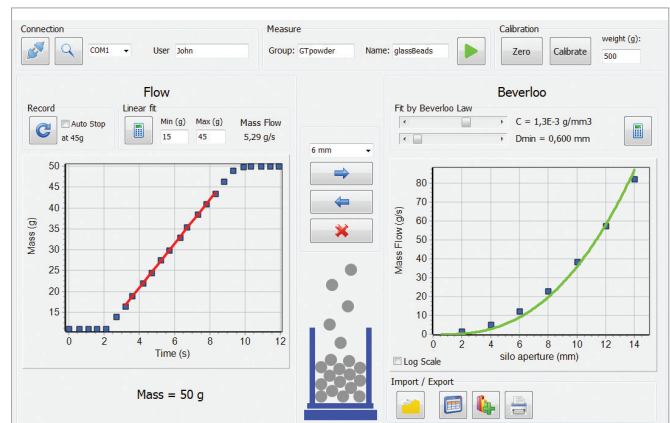 Connection
COM1 User John
Measure
Group: GTpowder Name: glassBeads
Calibration
Zero Calibrate weight (g):
500
Flow
Record
Auto Stop
at 45g
Linear fit
Min (g) Max (g) Mass Flow
15 45 5,29 g/s
50
45
40
35
30
25
20
15
Mass (g)
0 2 4 6 8 10 12
Time (s)
Mass = 50 g
6 mm
Beverloo
Fit by Beverloo Law
C = 1,3E-3 g/mm3
Dmin = 0,600 mm
80
70
60
50
40
30
20
10
0
Mass Flow (g/s)
0 2 4 6 8 10 12 14
silo aperture (mm)
Log Scale
Import / Export